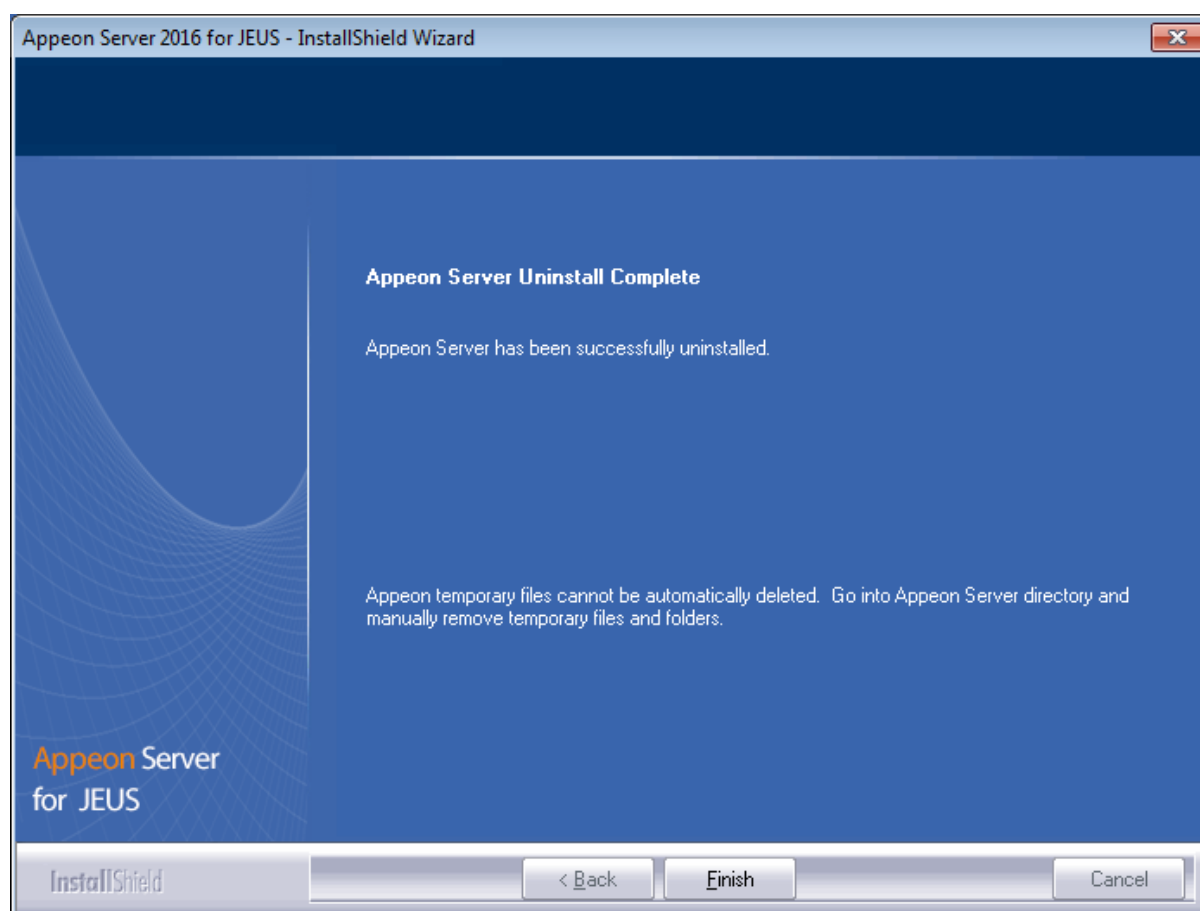 Appeon Server 2016 for JEUS - InstallShield Wizard
Appeon Server Uninstall Complete
Appeon Server has been successfully uninstalled.
Appeon temporary files cannot be automatically deleted.  Go into Appeon Server directory and
manually remove temporary files and folders.
Appeon Server
for JEUS
InstallShield
< Back
Finish
Cancel